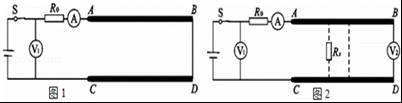 S R₀ A A B
V₁
C D
图1
S R₀ A A B
V₁ Rₓ V₂
C D
图2